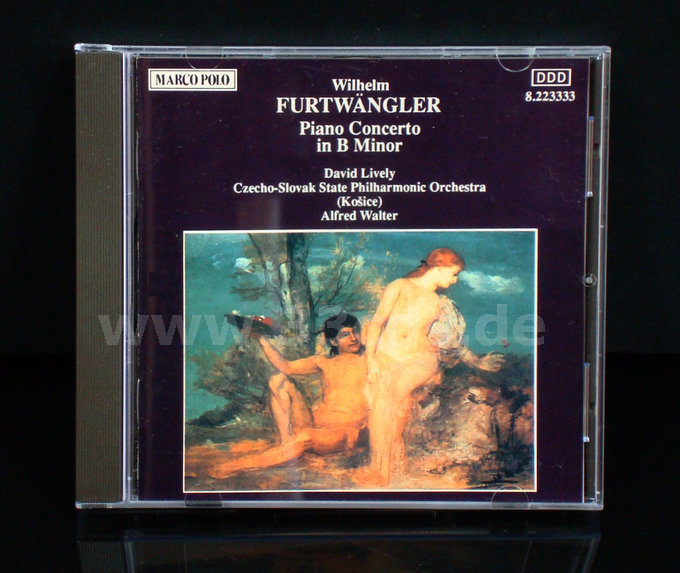 MARCO POLO
DDD
8.223333
Wilhelm
FURTWÄNGLER
Piano Concerto
in B Minor
David Lively
Czecho-Slovak State Philharmonic Orchestra
(Košice)
Alfred Walter